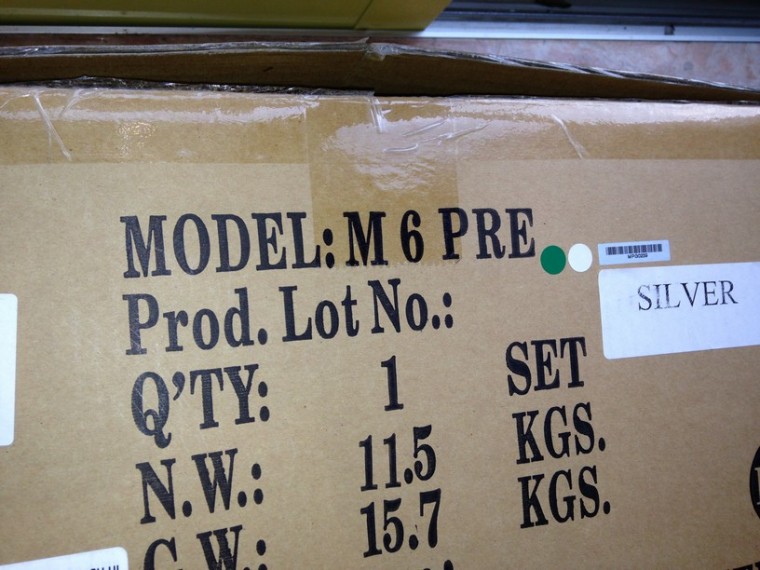 MODEL: M 6 PRE
SILVER
Prod. Lot No.:
Q'TY: 1 SET
N.W.: 11.5 KGS.
G.W.: 15.7 KGS.